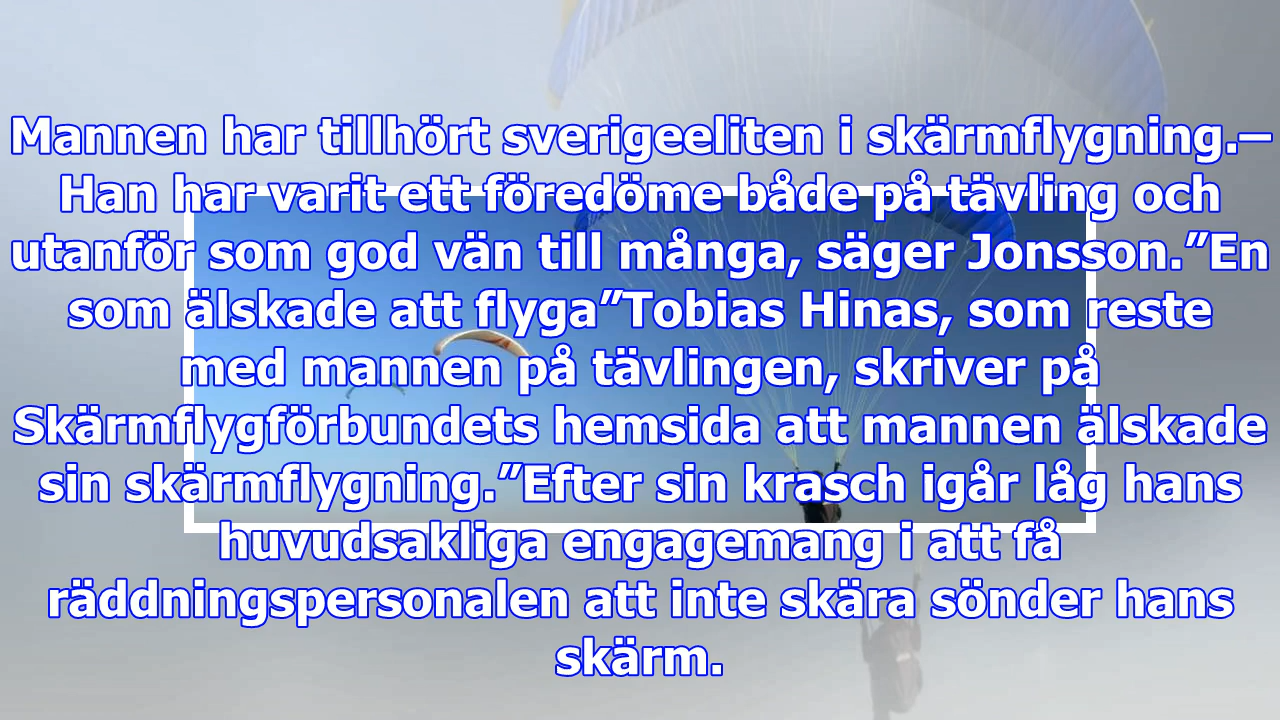 Mannen har tillhört sverigeeliten i skärmflygning.–
Han har varit ett föredöme både på tävling och
utanför som god vän till många, säger Jonsson.”En
som älskade att flyga”Tobias Hinas, som reste
med mannen på tävlingen, skriver på
Skärmflygförbundets hemsida att mannen älskade
sin skärmflygning.”Efter sin krasch igår låg hans
huvudsakliga engagemang i att få
räddningspersonalen att inte skära sönder hans
skärm.